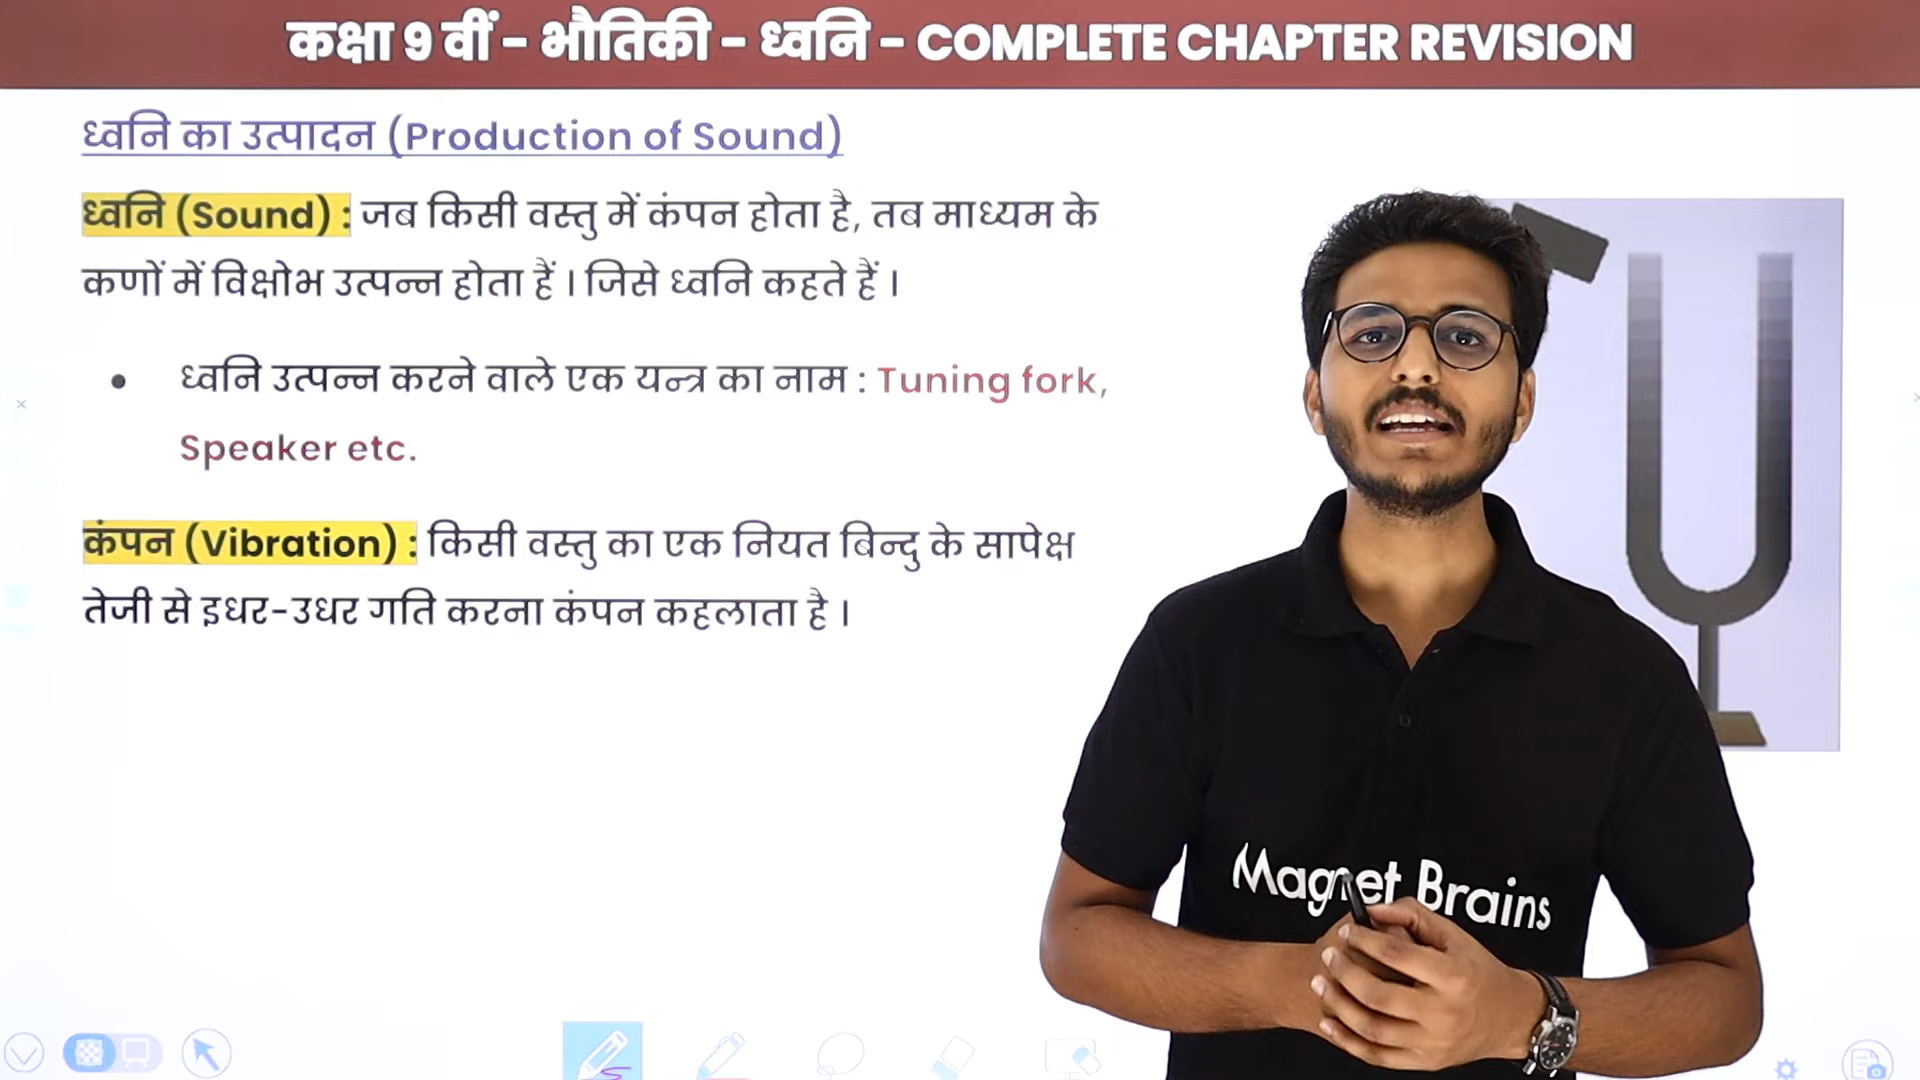 कक्षा 9 वीं - भौतिकी - ध्वनि - COMPLETE CHAPTER REVISION
ध्वनि का उत्पादन (Production of Sound)
ध्वनि (Sound) : जब किसी वस्तु में कंपन होता है, तब माध्यम के
कणों में विक्षोभ उत्पन्न होता हैं । जिसे ध्वनि कहते हैं ।
• ध्वनि उत्पन्न करने वाले एक यन्त्र का नाम : Tuning fork,
Speaker etc.
कंपन (Vibration) : किसी वस्तु का एक नियत बिन्दु के सापेक्ष
तेजी से इधर-उधर गति करना कंपन कहलाता है ।
Magnet Brains